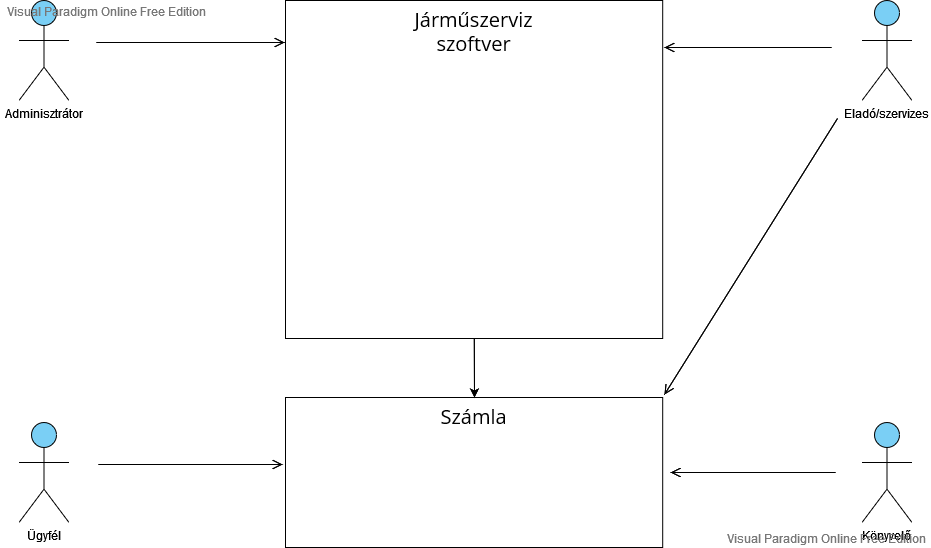 Visual Paradigm Online Free Edition
Járműszerviz
szoftver
Adminisztrátor
Eladó/szervizes
Számla
Ügyfél
Könyvelő
Visual Paradigm Online Free Edition